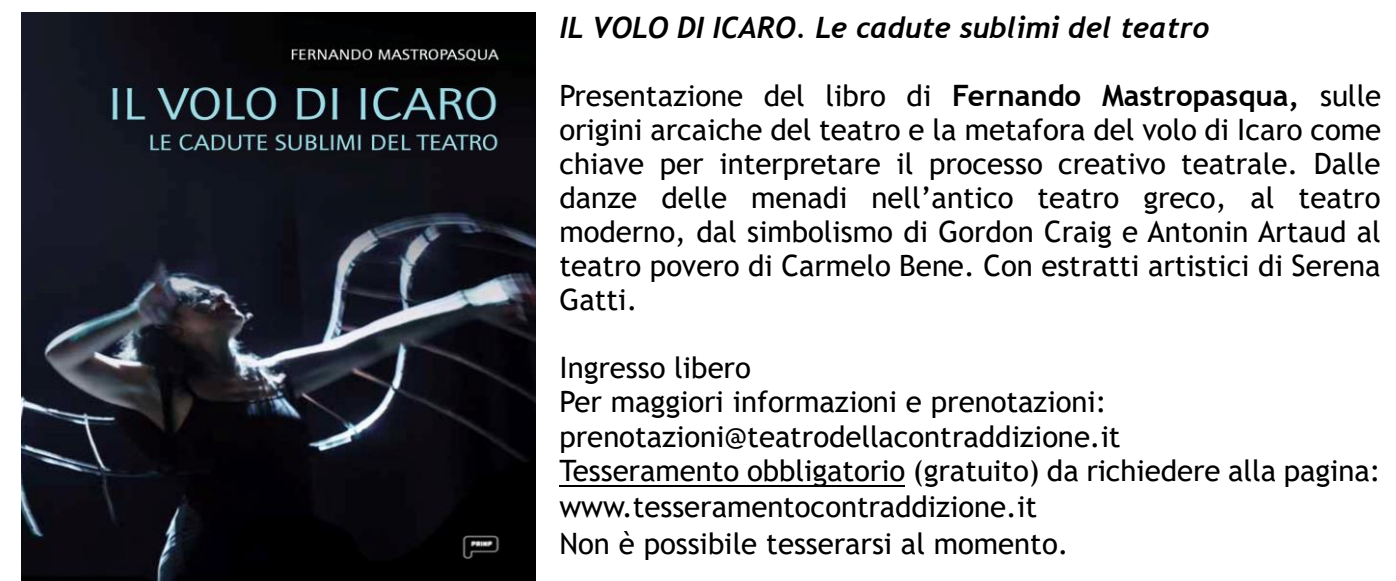 FERNANDO MASTROPASQUA
IL VOLO DI ICARO
LE CADUTE SUBLIMI DEL TEATRO
PRINP
IL VOLO DI ICARO. Le cadute sublimi del teatro
Presentazione del libro di Fernando Mastropasqua, sulle
origini arcaiche del teatro e la metafora del volo di Icaro come
chiave per interpretare il processo creativo teatrale. Dalle
danze delle menadi nell’antico teatro greco, al teatro
moderno, dal simbolismo di Gordon Craig e Antonin Artaud al
teatro povero di Carmelo Bene. Con estratti artistici di Serena
Gatti.
Ingresso libero
Per maggiori informazioni e prenotazioni:
prenotazioni@teatrodellacontraddizione.it
Tesseramento obbligatorio (gratuito) da richiedere alla pagina:
www.tesseramentocontraddizione.it
Non è possibile tesserarsi al momento.